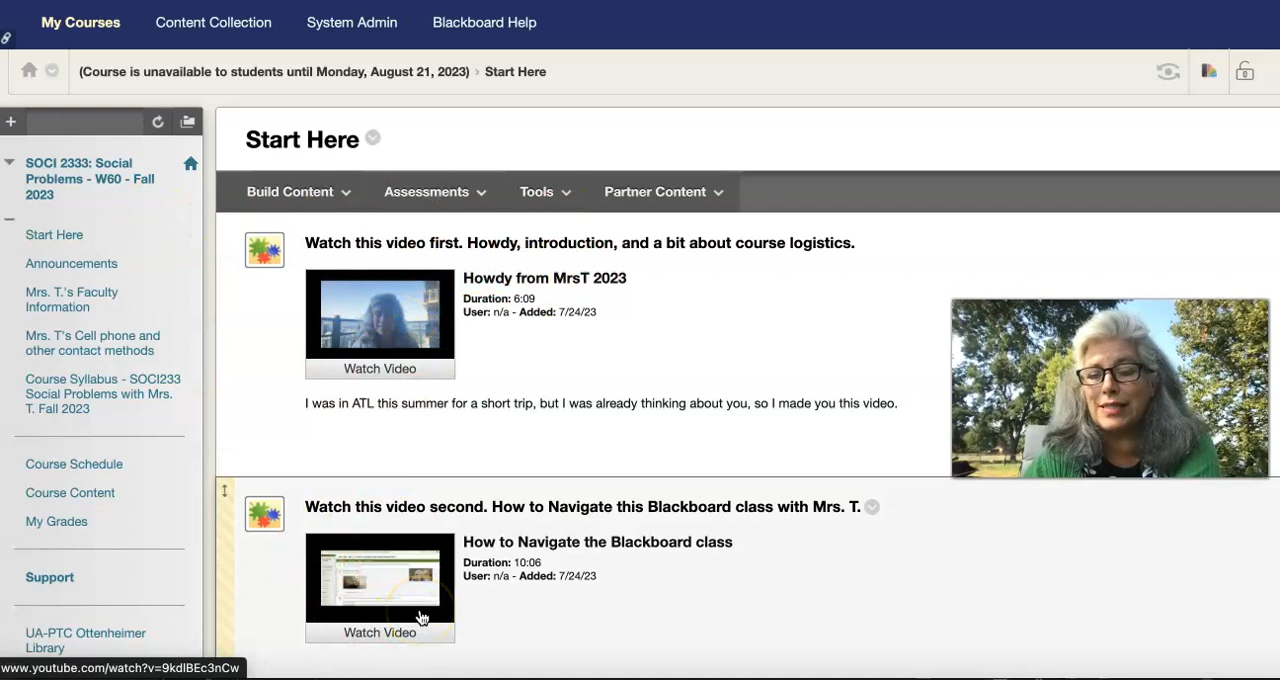 My Courses
Content Collection
System Admin
Blackboard Help
(Course is unavailable to students until Monday, August 21, 2023) › Start Here
SOCI 2333: Social
Problems - W60 - Fall
2023
Start Here
Announcements
Mrs. T.'s Faculty
Information
Mrs. T's Cell phone and
other contact methods
Course Syllabus - SOCI233
Social Problems with Mrs.
T. Fall 2023
Course Schedule
Course Content
My Grades
Support
UA-PTC Ottenheimer
Library
www.youtube.com/watch?v=9kdlBEc3nCw
Start Here
Build Content
Assessments
Tools
Partner Content
Watch this video first. Howdy, introduction, and a bit about course logistics.
Howdy from MrsT 2023
Duration: 6:09
User: n/a - Added: 7/24/23
Watch Video
I was in ATL this summer for a short trip, but I was already thinking about you, so I made you this video.
Watch this video second. How to Navigate this Blackboard class with Mrs. T.
How to Navigate the Blackboard class
Duration: 10:06
User: n/a - Added: 7/24/23
Watch Video